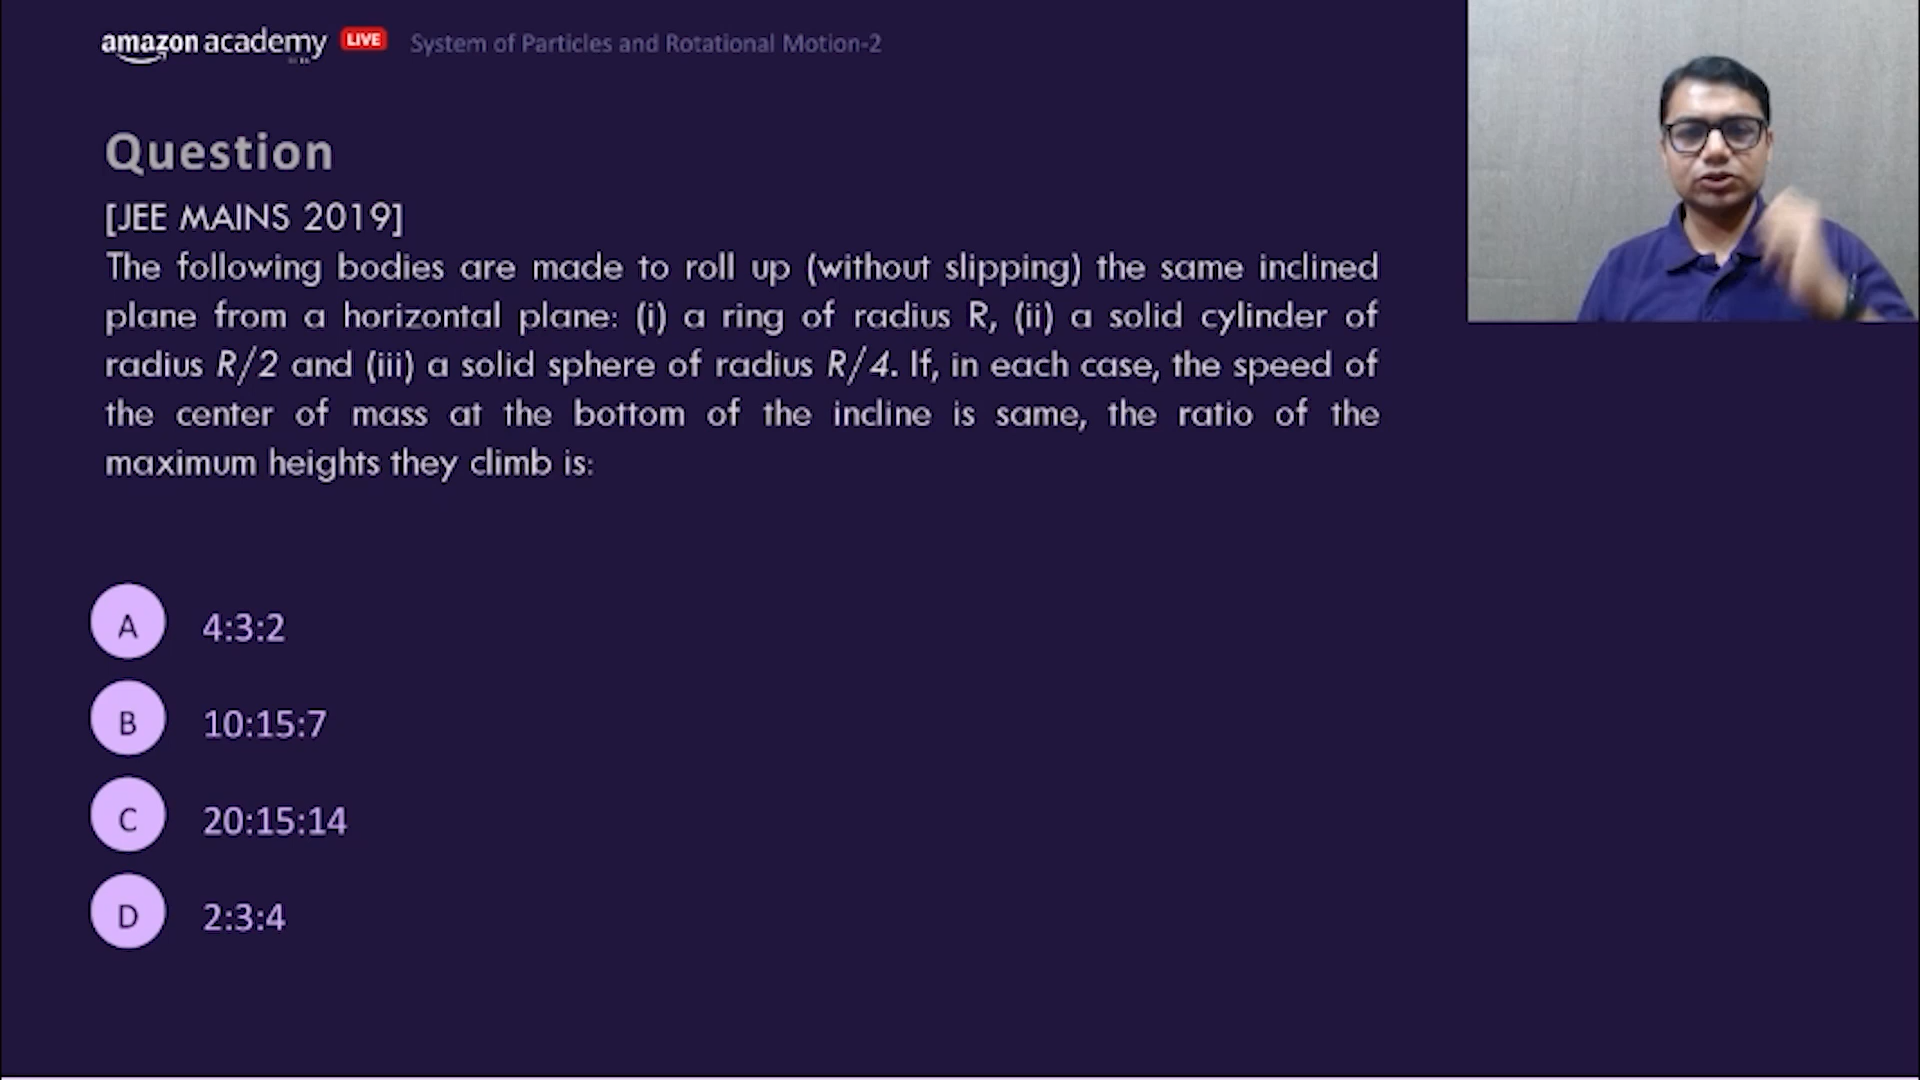 amazon academy LIVE System of Particles and Rotational Motion-2
Question
[JEE MAINS 2019]
The following bodies are made to roll up (without slipping) the same inclined
plane from a horizontal plane: (i) a ring of radius R, (ii) a solid cylinder of
radius R/2 and (iii) a solid sphere of radius R/4. If, in each case, the speed of
the center of mass at the bottom of the incline is same, the ratio of the
maximum heights they climb is:
A 4:3:2
B 10:15:7
C 20:15:14
D 2:3:4